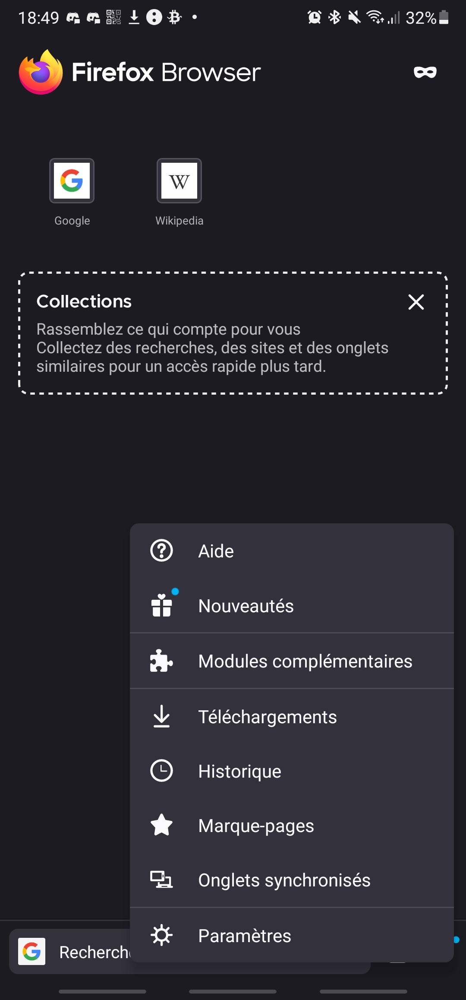 18:49 32%
Firefox Browser
Google Wikipedia
Collections
Rassemblez ce qui compte pour vous
Collectez des recherches, des sites et des onglets
similaires pour un accès rapide plus tard.
Aide
Nouveautés
Modules complémentaires
Téléchargements
Historique
Marque-pages
Onglets synchronisés
Paramètres